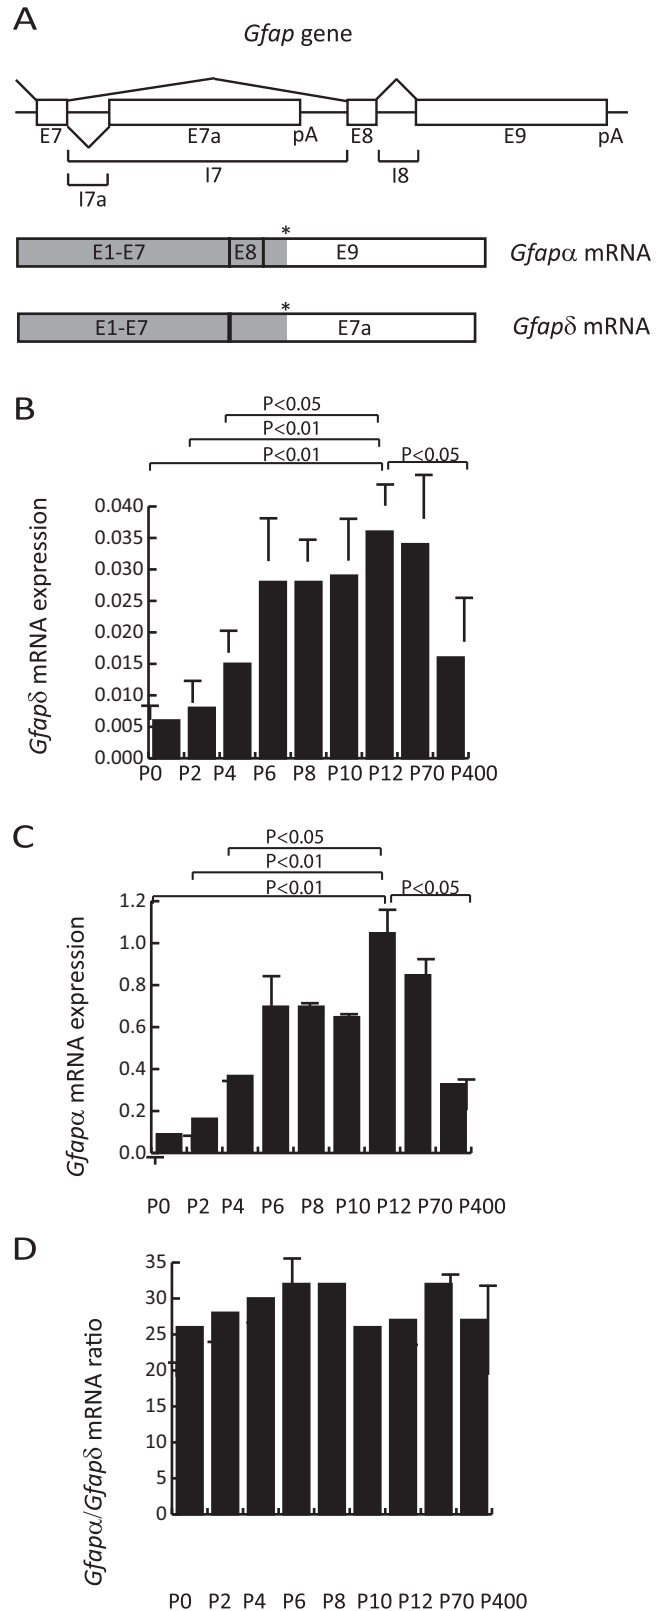 A
Gfap gene
E7 E7a pA E8 E9 pA
I7 I8
I7a
*
E1-E7 E8 E9 Gfapα mRNA
*
E1-E7 E7a Gfapδ mRNA
B
P<0.05
P<0.01
P<0.01 P<0.05
Gfapδ mRNA expression
0.040
0.035
0.030
0.025
0.020
0.015
0.010
0.005
0.000
P0 P2 P4 P6 P8 P10 P12 P70 P400
C
P<0.05
P<0.01
P<0.01 P<0.05
Gfapα mRNA expression
1.2
1.0
0.8
0.6
0.4
0.2
0.0
P0 P2 P4 P6 P8 P10 P12 P70 P400
D
Gfapα/Gfapδ mRNA ratio
35
30
25
20
15
10
5
0
P0 P2 P4 P6 P8 P10 P12 P70 P400